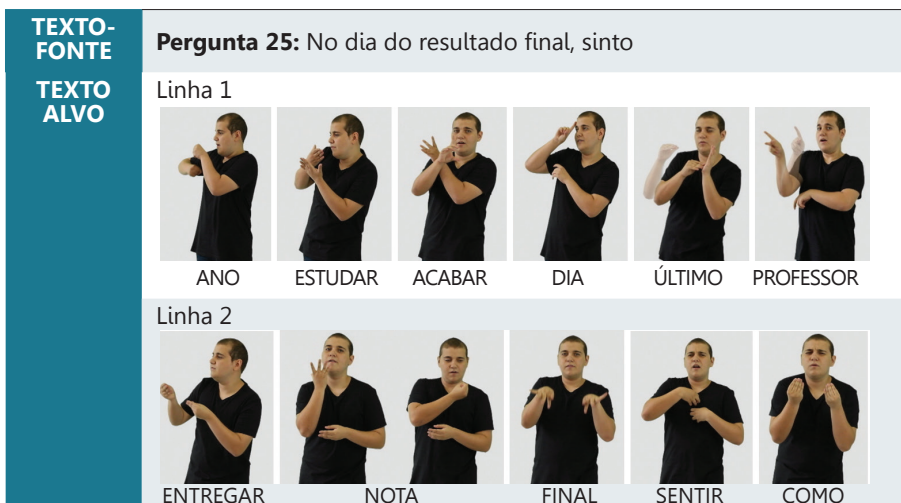 TEXTO-FONTE
Pergunta 25: No dia do resultado final, sinto
TEXTO ALVO
Linha 1
ANO ESTUDAR ACABAR DIA ÚLTIMO PROFESSOR
Linha 2
ENTREGAR NOTA FINAL SENTIR COMO